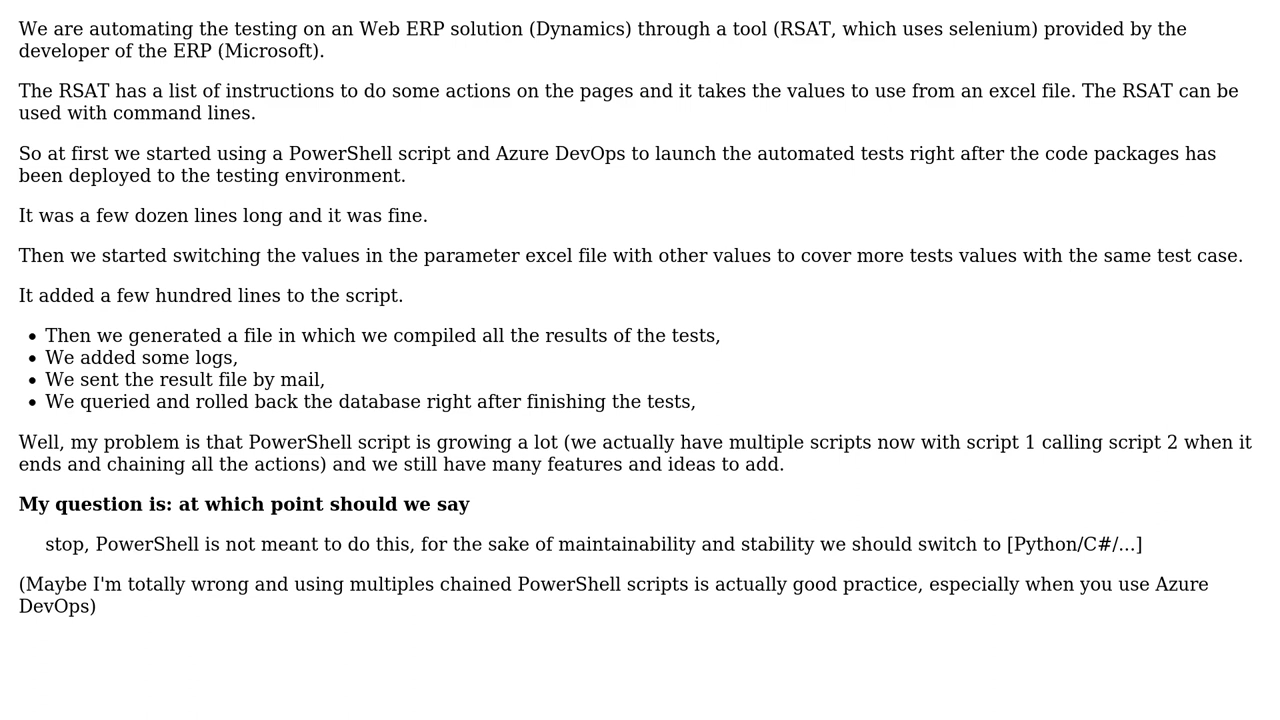 We are automating the testing on an Web ERP solution (Dynamics) through a tool (RSAT, which uses selenium) provided by the
developer of the ERP (Microsoft).
The RSAT has a list of instructions to do some actions on the pages and it takes the values to use from an excel file. The RSAT can be
used with command lines.
So at first we started using a PowerShell script and Azure DevOps to launch the automated tests right after the code packages has
been deployed to the testing environment.
It was a few dozen lines long and it was fine.
Then we started switching the values in the parameter excel file with other values to cover more tests values with the same test case.
It added a few hundred lines to the script.
• Then we generated a file in which we compiled all the results of the tests,
• We added some logs,
• We sent the result file by mail,
• We queried and rolled back the database right after finishing the tests,
Well, my problem is that PowerShell script is growing a lot (we actually have multiple scripts now with script 1 calling script 2 when it
ends and chaining all the actions) and we still have many features and ideas to add.
My question is: at which point should we say
stop, PowerShell is not meant to do this, for the sake of maintainability and stability we should switch to [Python/C#/...]
(Maybe I'm totally wrong and using multiples chained PowerShell scripts is actually good practice, especially when you use Azure
DevOps)